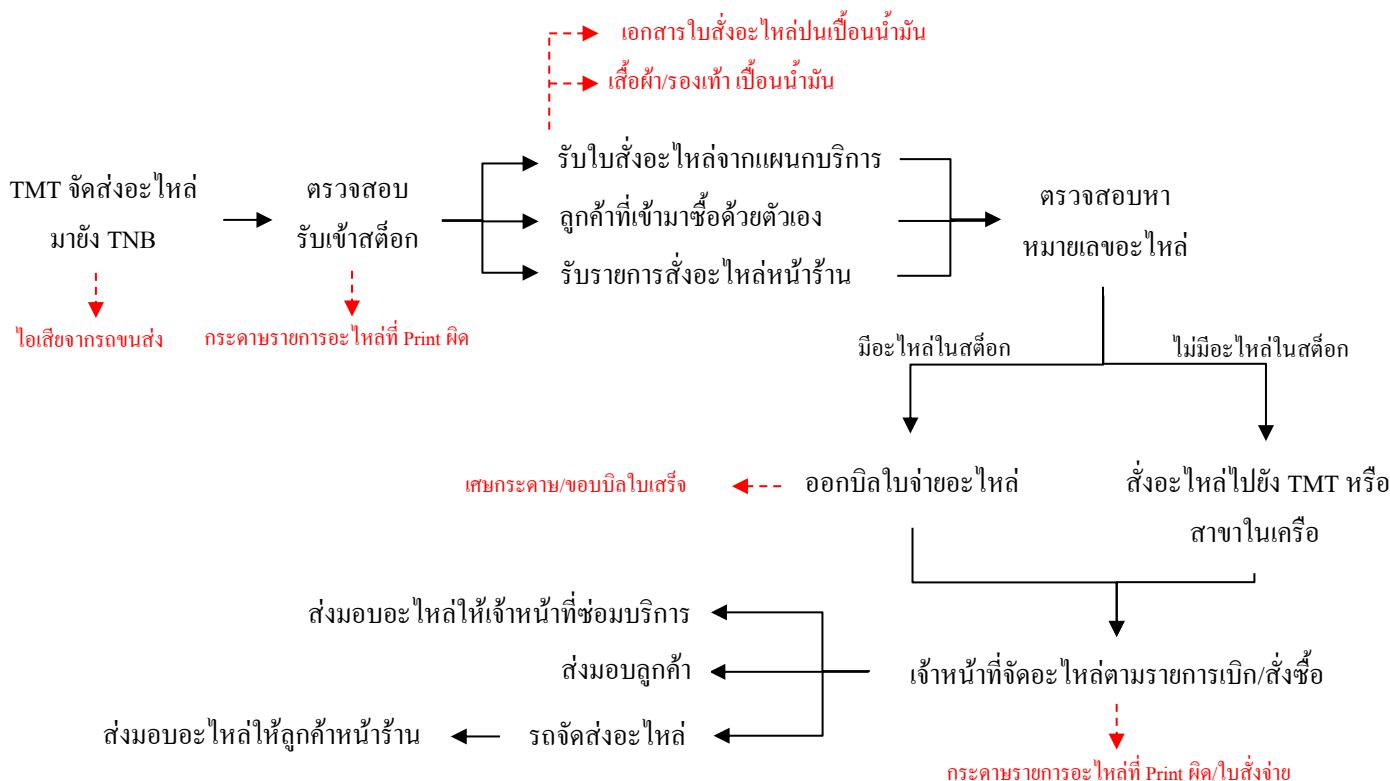 เอกสารใบสั่งอะไหล่ปนเปื้อนน้ำมัน
เสื้อผ้า/รองเท้า เปื้อนน้ำมัน
TMT จัดส่งอะไหล่
มายัง TNB
ตรวจสอบ
รับเข้าสต็อก
รับใบสั่งอะไหล่จากแผนกบริการ
ลูกค้าที่เข้ามาซื้อด้วยตัวเอง
รับรายการสั่งอะไหล่หน้าร้าน
ตรวจสอบหา
หมายเลขอะไหล่
ไอเสียจากรถขนส่ง
กระดาษรายการอะไหล่ที่ Print ผิด
มีอะไหล่ในสต็อก
ไม่มีอะไหล่ในสต็อก
เศษกระดาษ/ขอบบิลใบเสร็จ
ออกบิลใบจ่ายอะไหล่
สั่งอะไหล่ไปยัง TMT หรือ
สาขาในเครือ
ส่งมอบอะไหล่ให้เจ้าหน้าที่ซ่อมบริการ
ส่งมอบลูกค้า
เจ้าหน้าที่จัดอะไหล่ตามรายการเบิก/สั่งซื้อ
ส่งมอบอะไหล่ให้ลูกค้าหน้าร้าน
รถจัดส่งอะไหล่
กระดาษรายการอะไหล่ที่ Print ผิด/ใบสั่งจ่าย